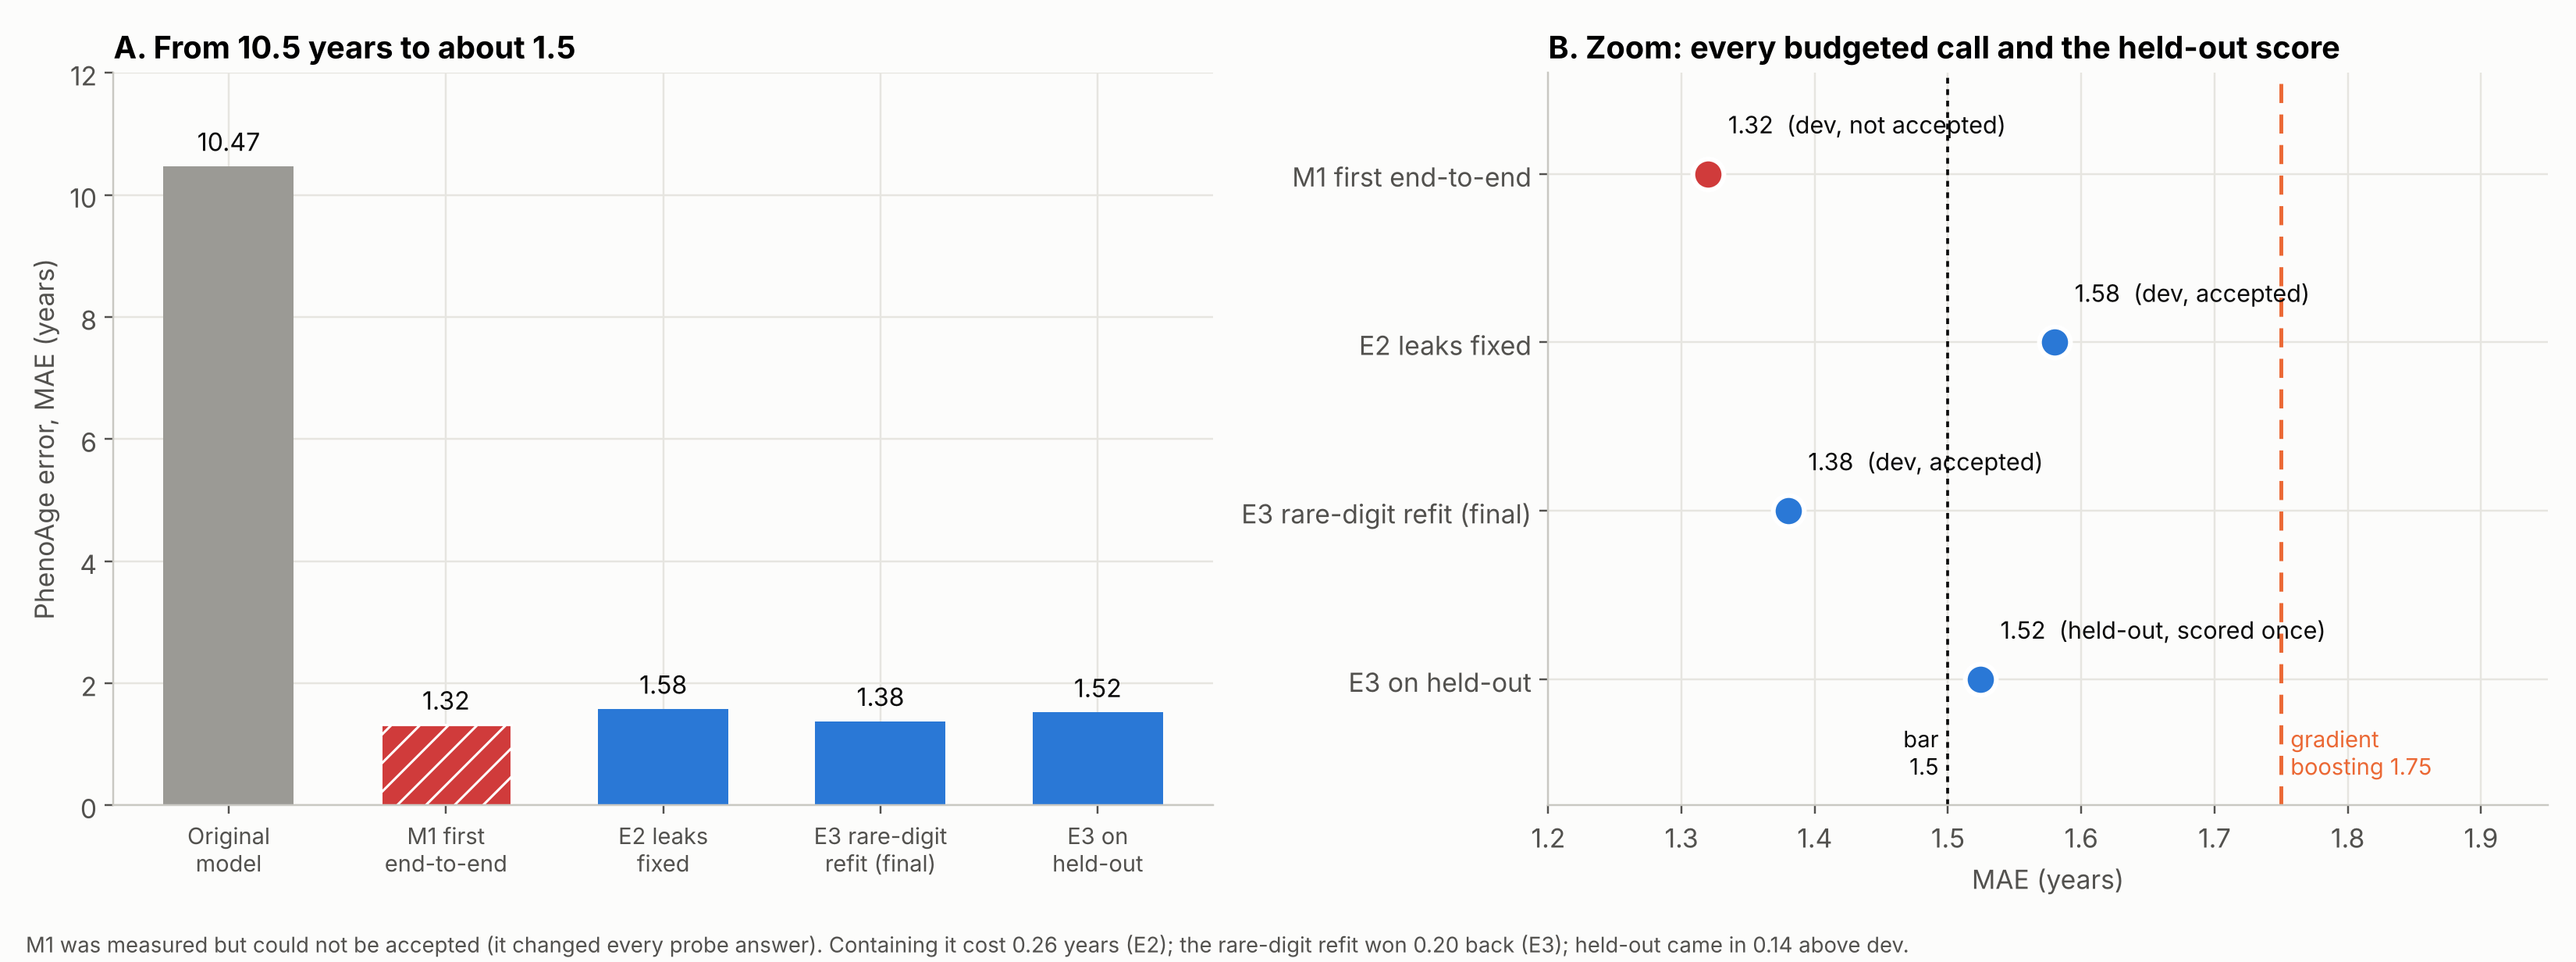 A. From 10.5 years to about 1.5
PhenoAge error, MAE (years)
12
10
8
6
4
2
0
10.47
1.32
1.58
1.38
1.52
Original
model
M1 first
end-to-end
E2 leaks
fixed
E3 rare-digit
refit (final)
E3 on
held-out
B. Zoom: every budgeted call and the held-out score
M1 first end-to-end
E2 leaks fixed
E3 rare-digit refit (final)
E3 on held-out
1.32 (dev, not accepted)
1.58 (dev, accepted)
1.38 (dev, accepted)
1.52 (held-out, scored once)
bar
1.5
gradient
boosting 1.75
1.2
1.3
1.4
1.5
1.6
1.7
1.8
1.9
MAE (years)
M1 was measured but could not be accepted (it changed every probe answer). Containing it cost 0.26 years (E2); the rare-digit refit won 0.20 back (E3); held-out came in 0.14 above dev.